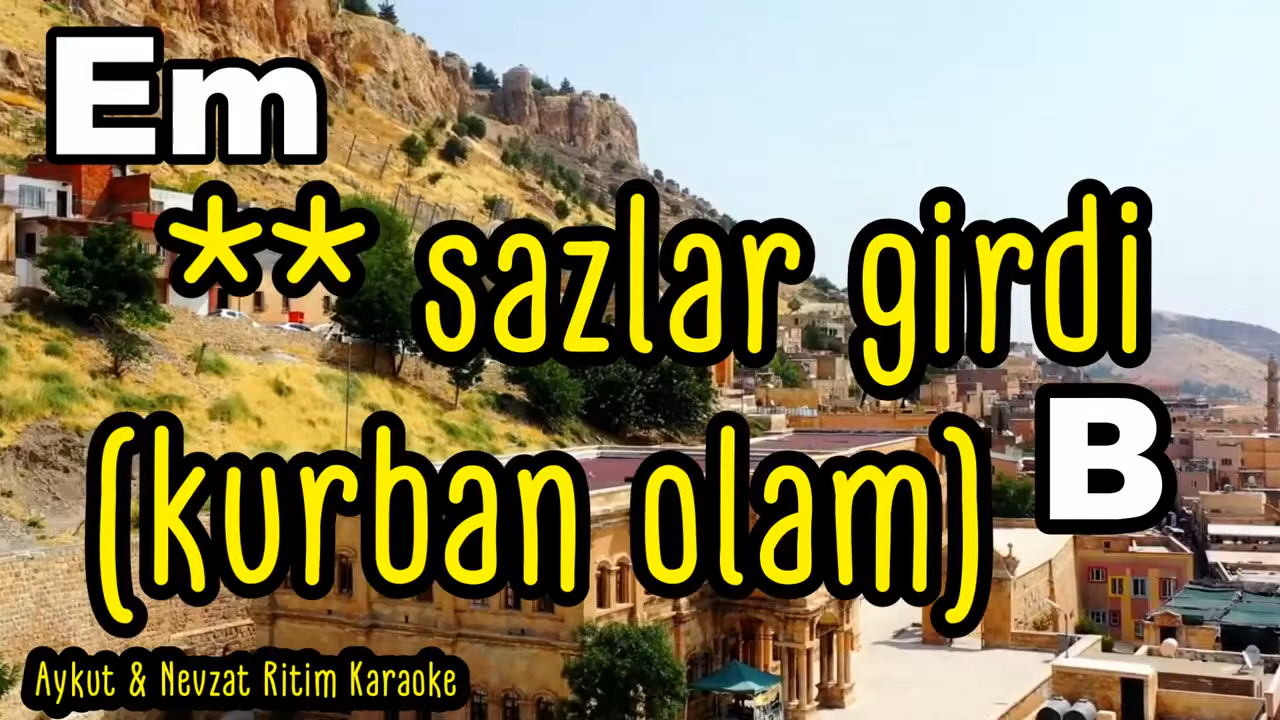 Em
** sazlar girdi
(kurban olam) B
Aykut & Nevzat Ritim Karaoke